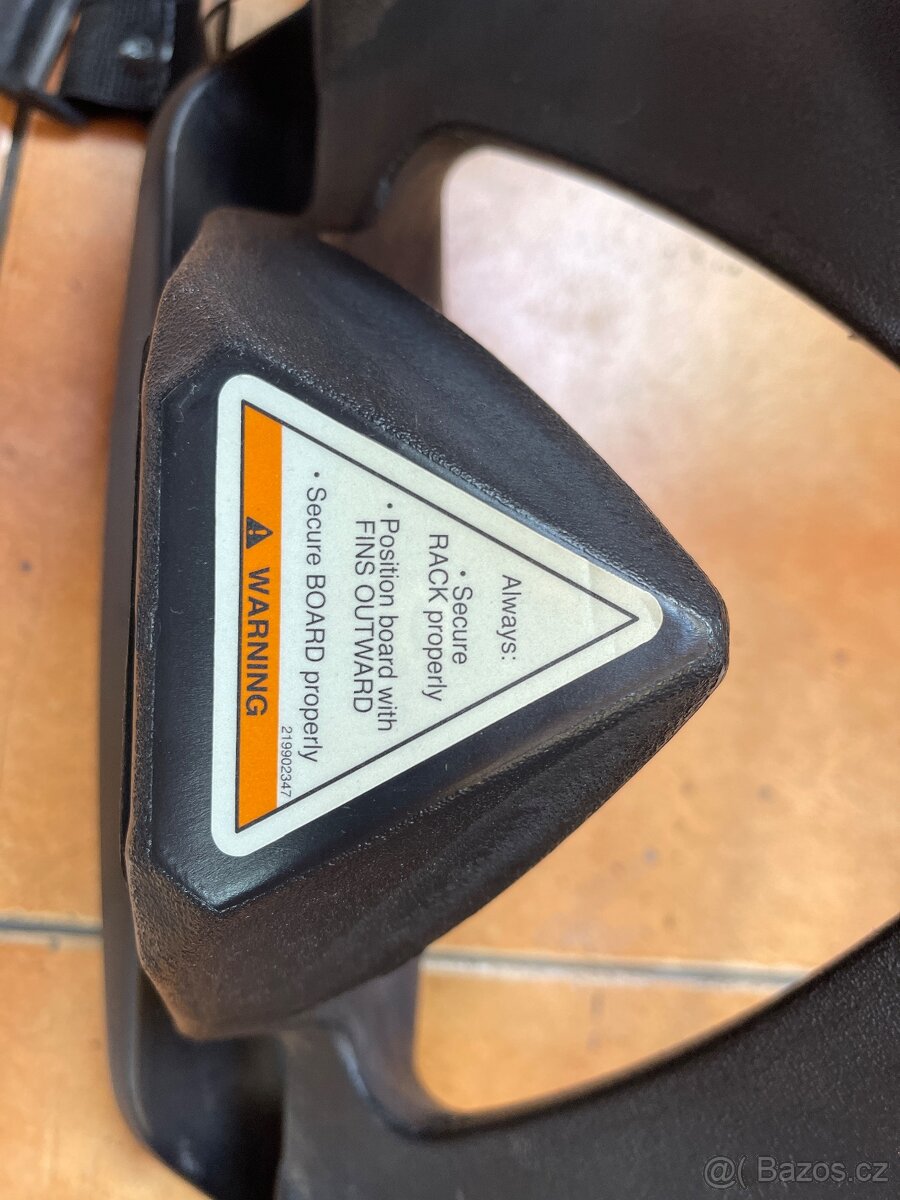 Always:
• Secure
RACK properly
• Position board with
FINS OUTWARD
• Secure BOARD properly
219902347
⚠ WARNING
@( Bazos.cz